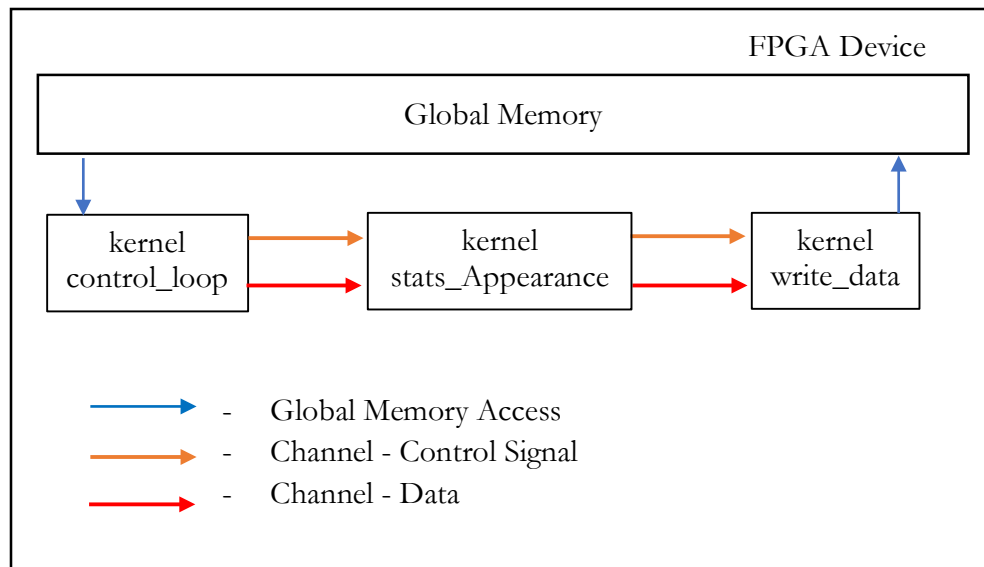 FPGA Device
Global Memory
kernel
control_loop
kernel
stats_Appearance
kernel
write_data
- Global Memory Access
- Channel - Control Signal
- Channel - Data